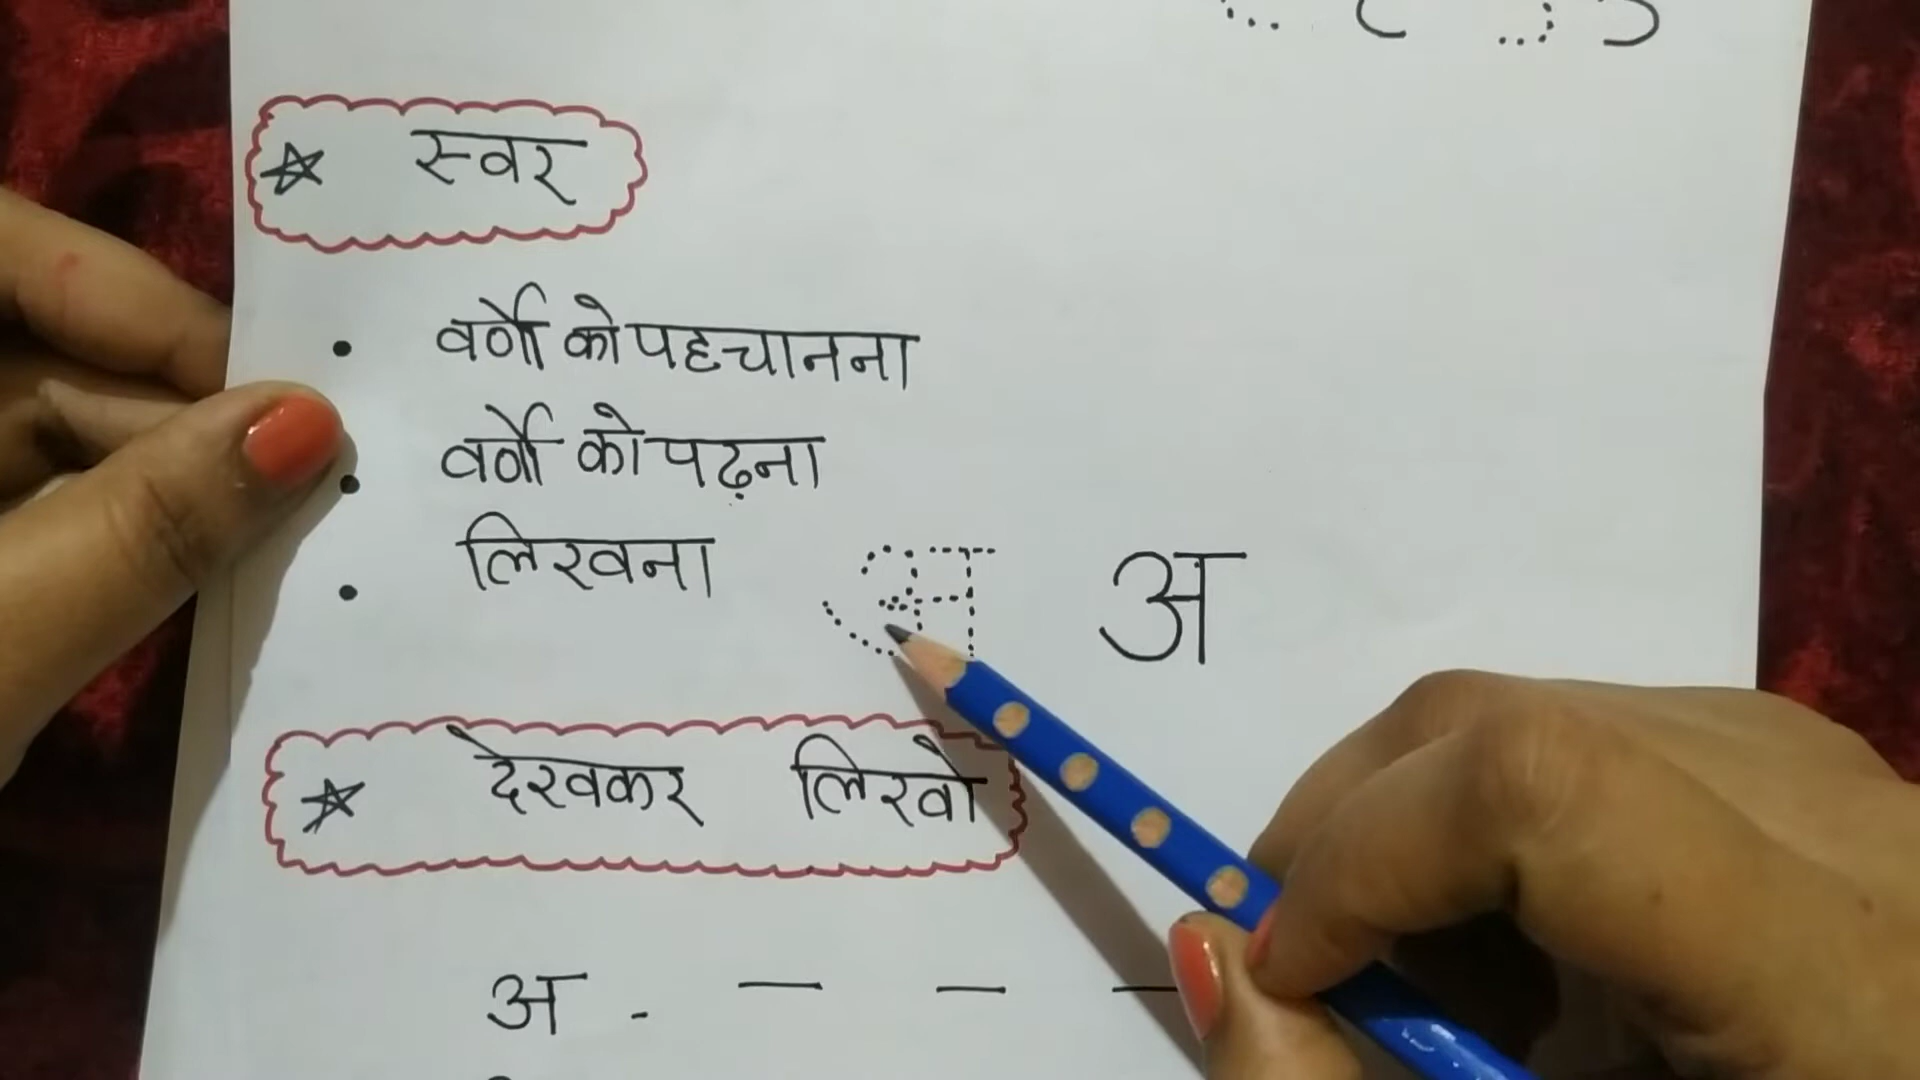 स्वर
वर्णो को पहचानना
वर्णो को पढ़ना
लिखना अ अ
देखकर लिखो
अ - — — —